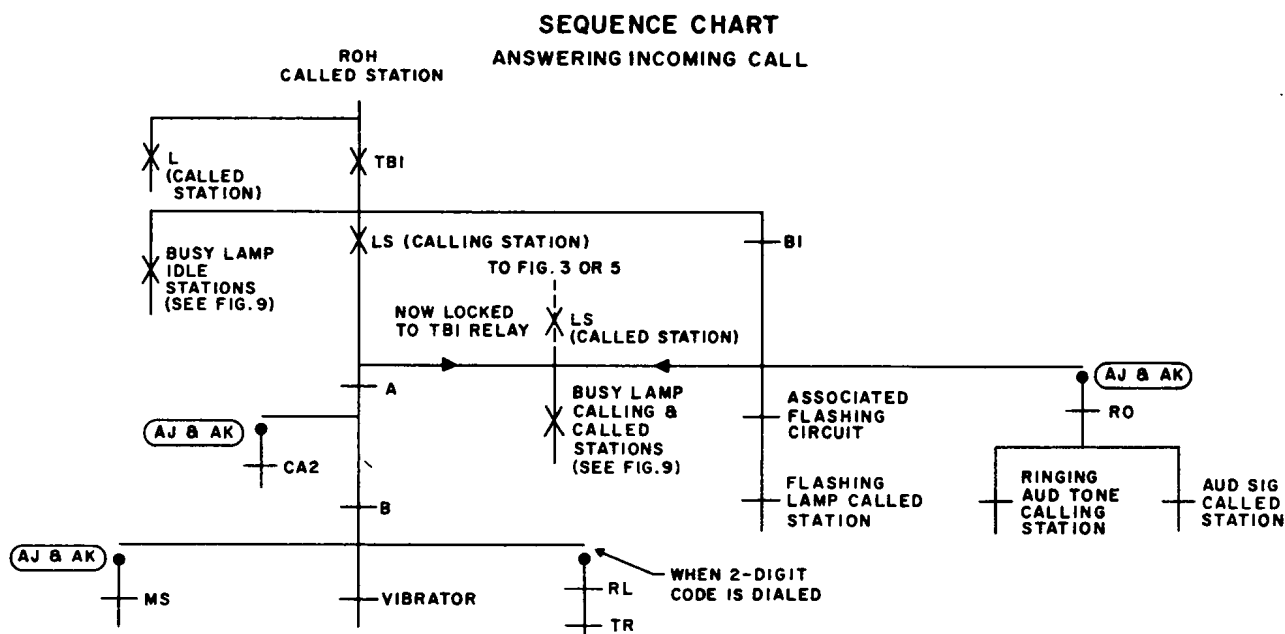 SEQUENCE CHART
ANSWERING INCOMING CALL
ROH
CALLED STATION
L
(CALLED
STATION)
TBI
BUSY LAMP
IDLE
STATIONS
(SEE FIG.9)
LS (CALLING STATION)
BI
TO FIG. 3 OR 5
NOW LOCKED
TO TBI RELAY
LS
(CALLED STATION)
A
BUSY LAMP
CALLING &
CALLED
STATIONS
(SEE FIG.9)
ASSOCIATED
FLASHING
CIRCUIT
AJ & AK
RO
AJ & AK
CA2
B
FLASHING
LAMP CALLED
STATION
RINGING
AUD TONE
CALLING
STATION
AUD SIG
CALLED
STATION
AJ & AK
MS
VIBRATOR
RL
TR
WHEN 2-DIGIT
CODE IS DIALED